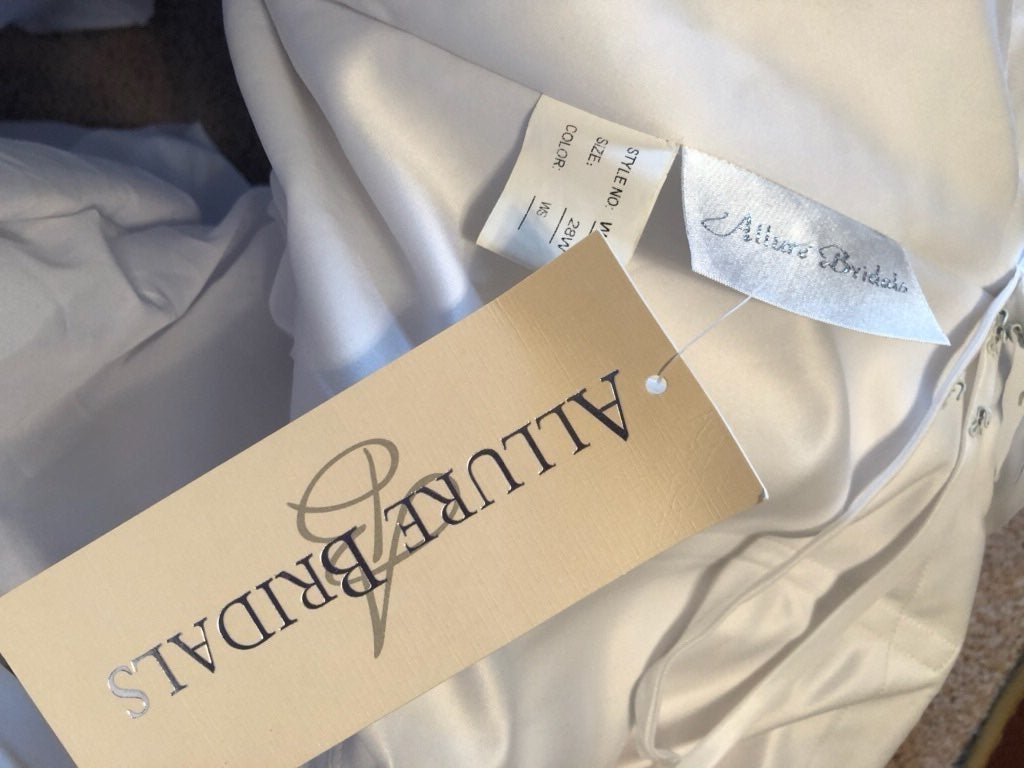 STYLE NO: W
SIZE: 28W
COLOR: WS
Allure Bridals
ALLURE BRIDALS